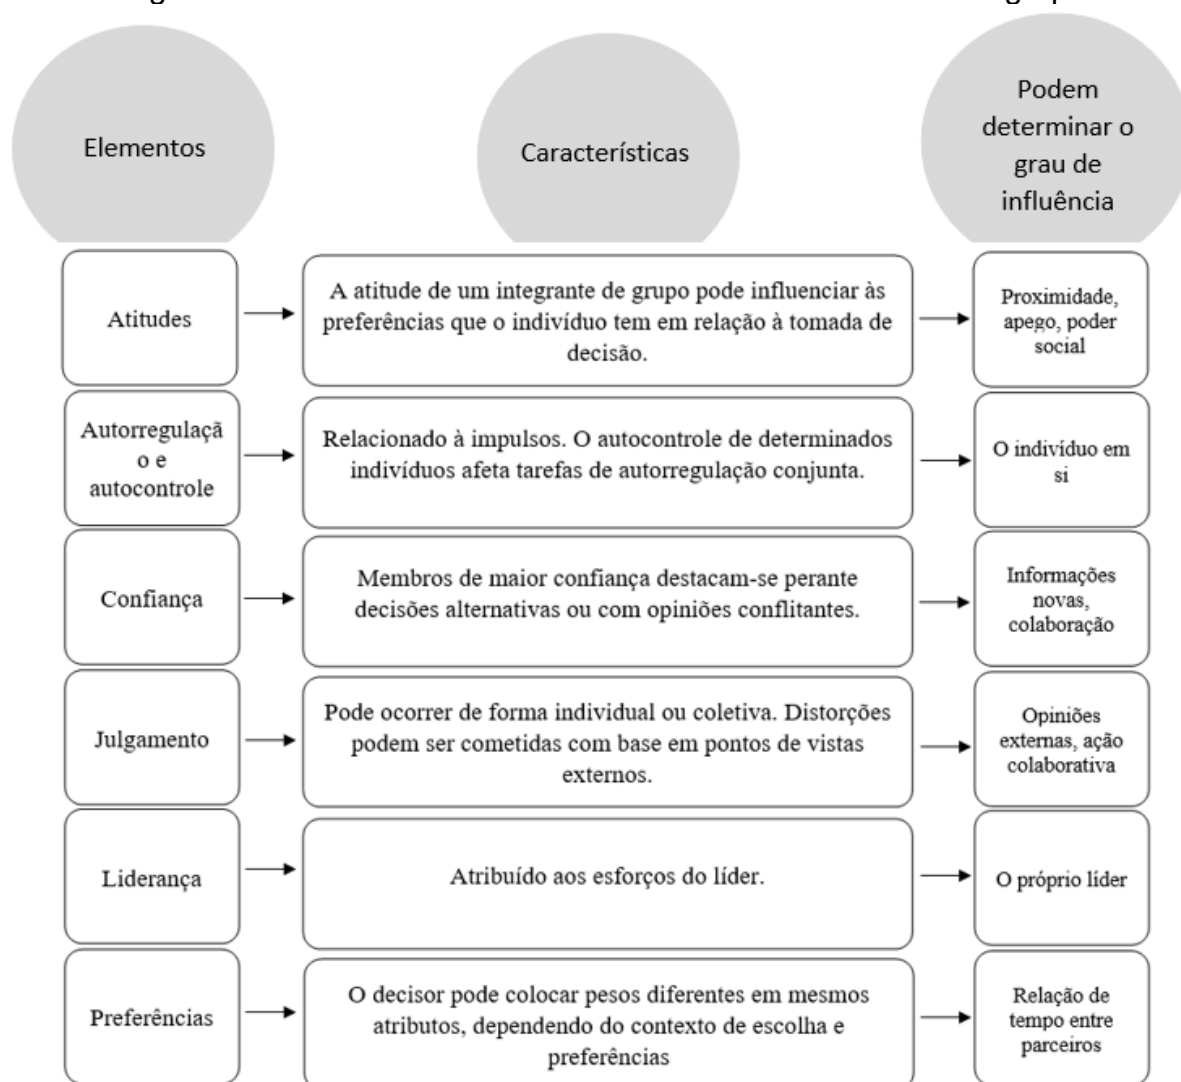 Elementos
Características
Podem
determinar o
grau de
influência
Atitudes
A atitude de um integrante de grupo pode influenciar às
preferências que o indivíduo tem em relação à tomada de
decisão.
Proximidade,
apego, poder
social
Autorregulaçã
o e
autocontrole
Relacionado à impulsos. O autocontrole de determinados
indivíduos afeta tarefas de autorregulação conjunta.
O indivíduo em
si
Confiança
Membros de maior confiança destacam-se perante
decisões alternativas ou com opiniões conflitantes.
Informações
novas,
colaboração
Julgamento
Pode ocorrer de forma individual ou coletiva. Distorções
podem ser cometidas com base em pontos de vistas
externos.
Opiniões
externas, ação
colaborativa
Liderança
Atribuído aos esforços do líder.
O próprio líder
Preferências
O decisor pode colocar pesos diferentes em mesmos
atributos, dependendo do contexto de escolha e
preferências
Relação de
tempo entre
parceiros